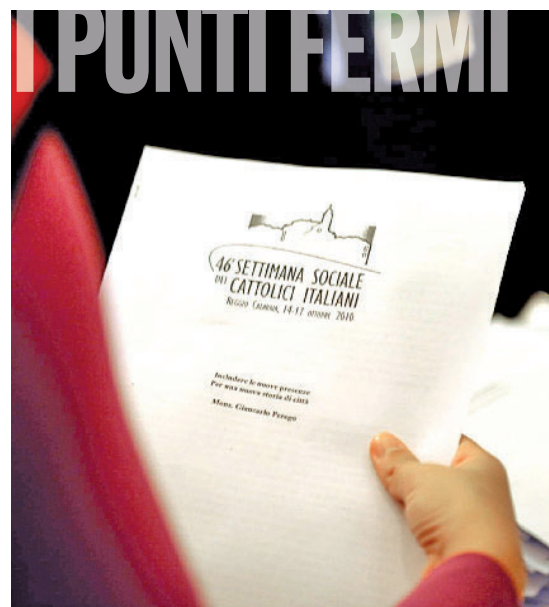 I PUNTI FERMI
46ª SETTIMANA SOCIALE
DEI CATTOLICI ITALIANI
REGGIO CALABRIA, 14-17 OTTOBRE 2010
Includere le nuove presenze
Per una nuova storia di città
Mons. Giancarlo Perego